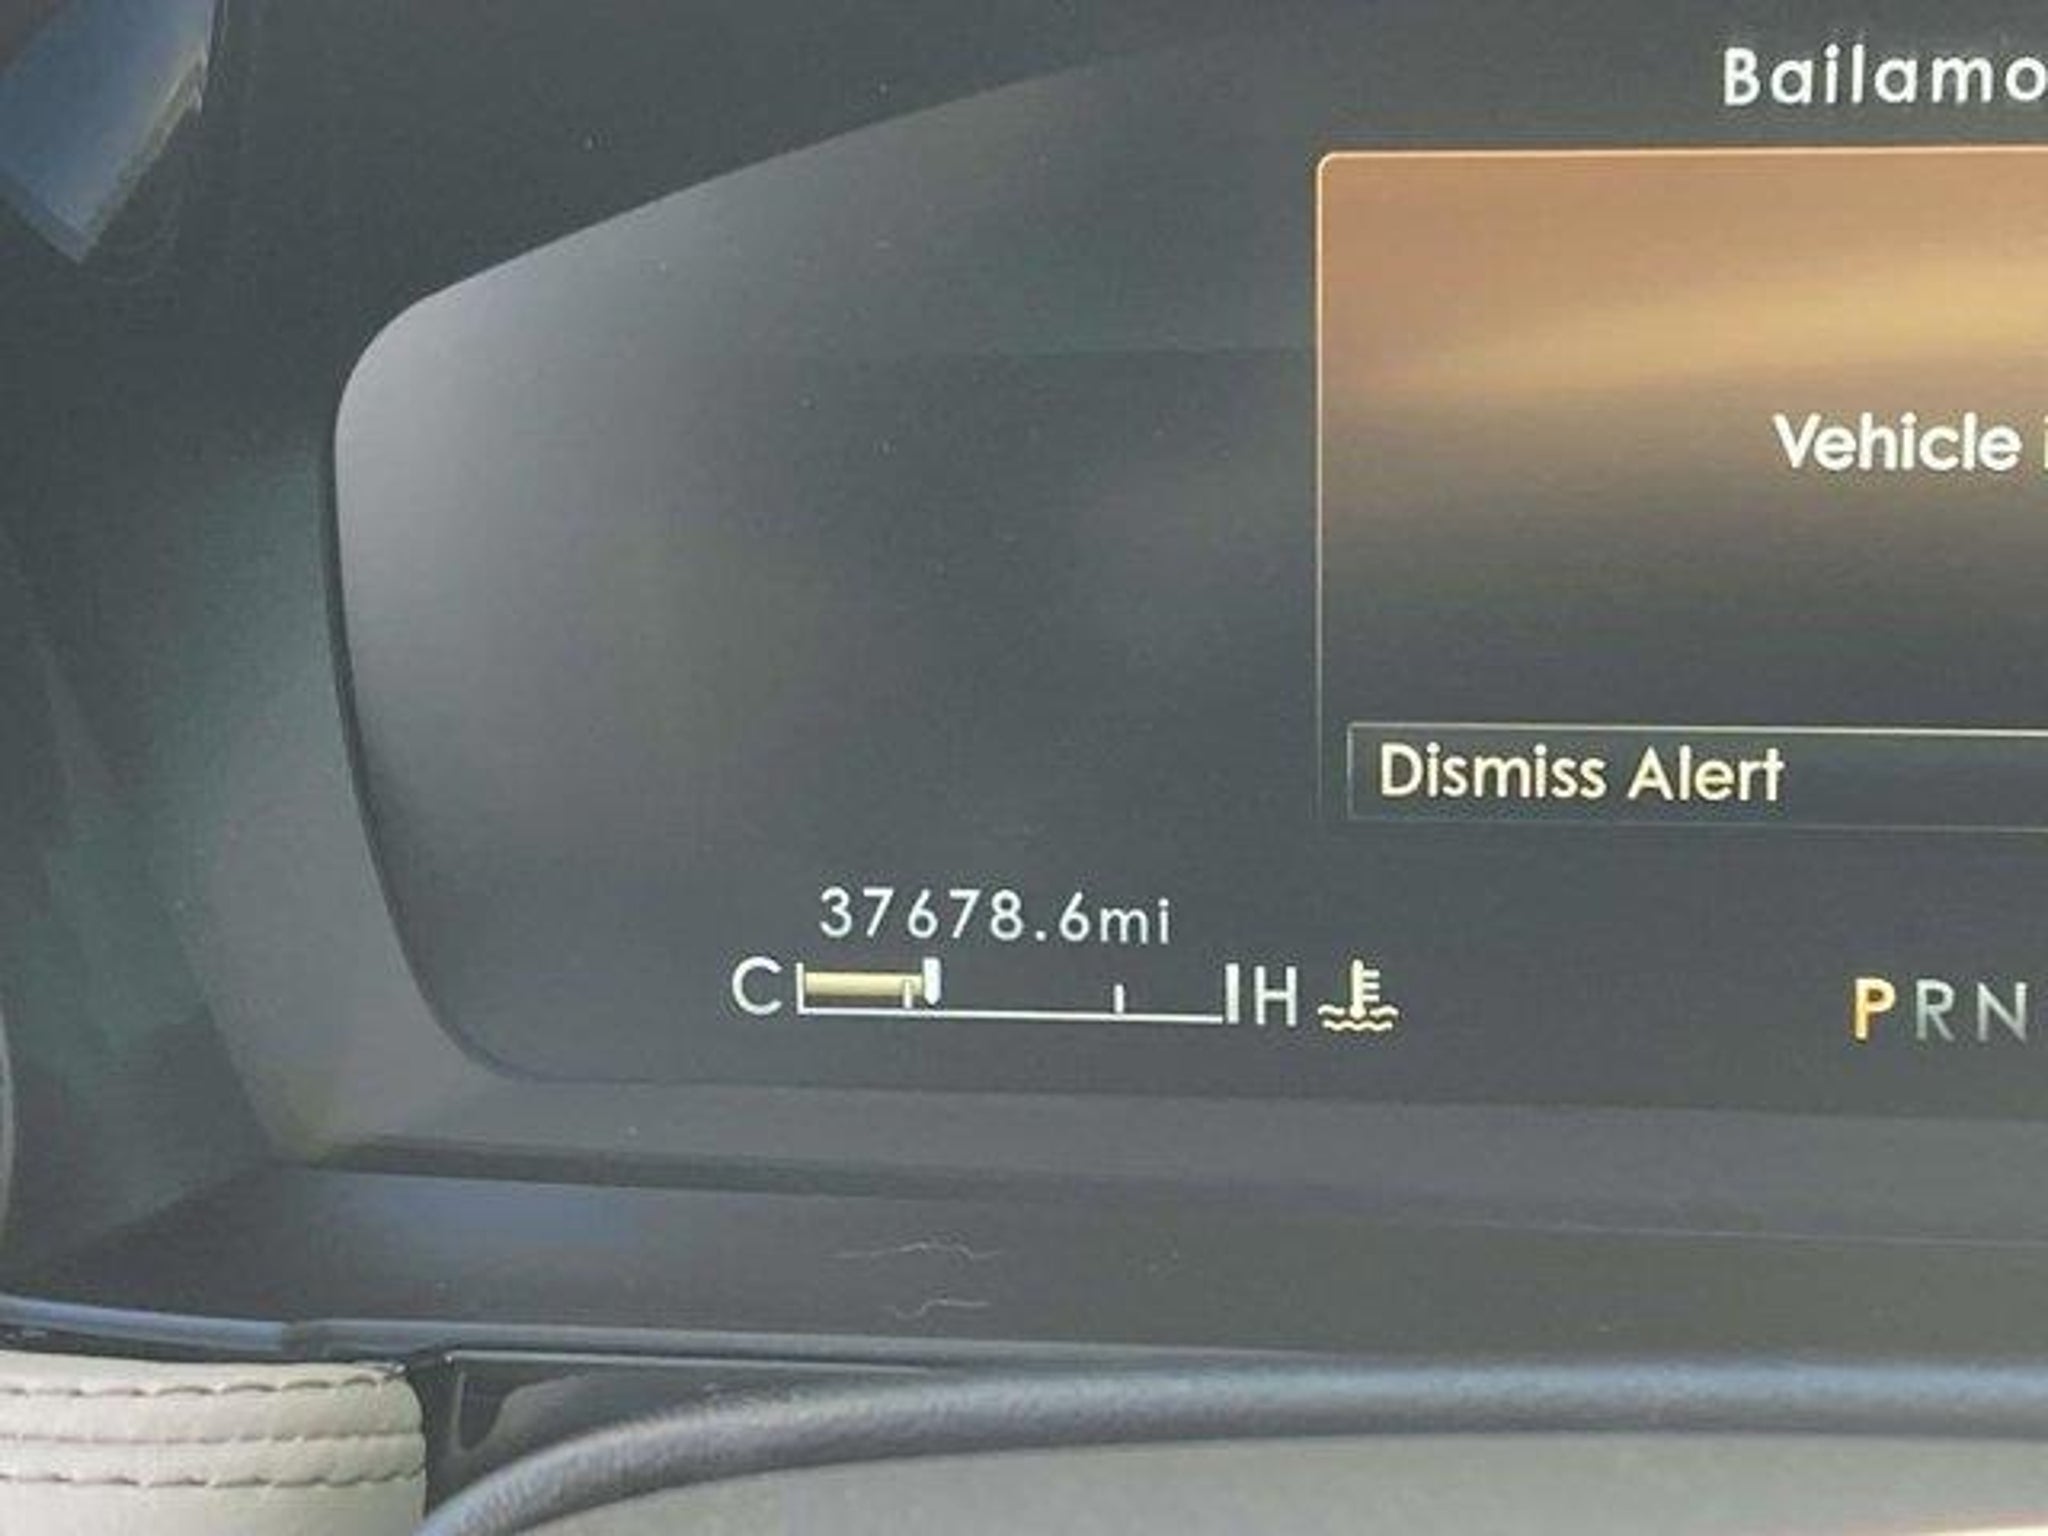 Bailamo
Vehicle i
Dismiss Alert
37678.6mi
C H
PRN